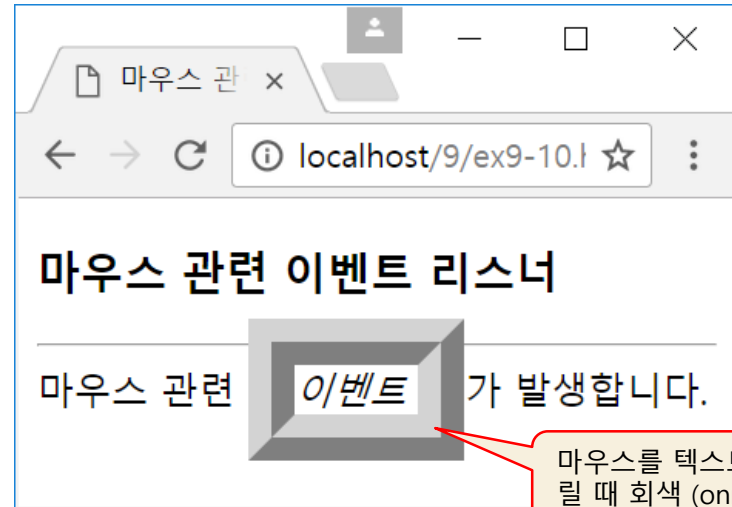 마우스 관
localhost/9/ex9-10.h
마우스 관련 이벤트 리스너
마우스 관련 이벤트 가 발생합니다.
마우스를 텍스트
릴 때 회색 (on